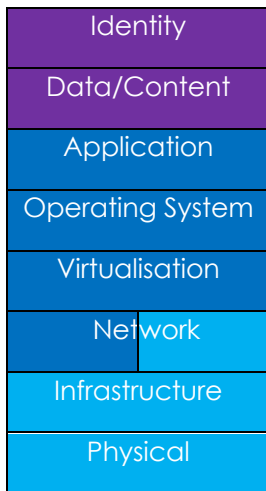 Identity
Data/Content
Application
Operating System
Virtualisation
Network
Infrastructure
Physical